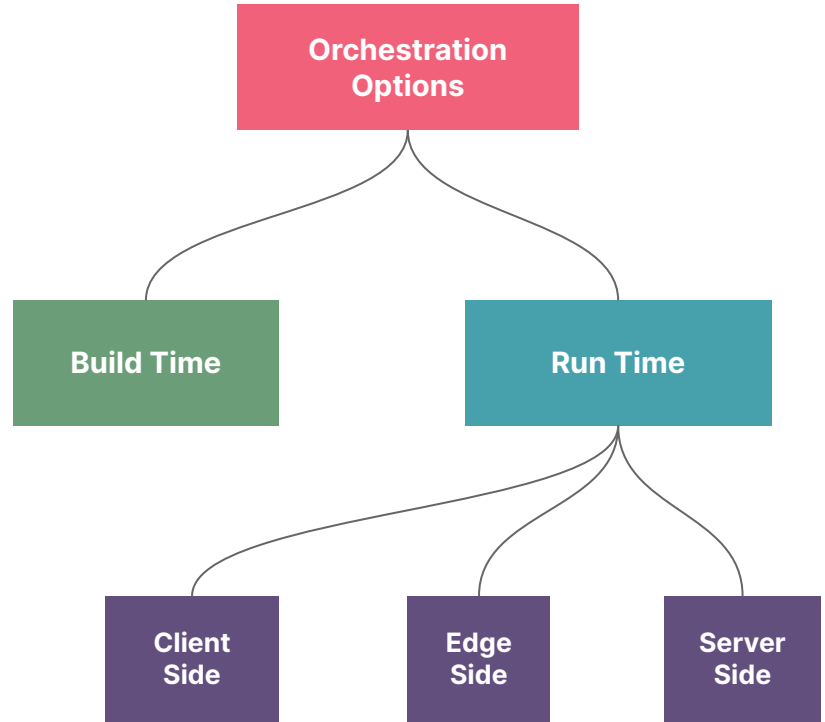 Orchestration
Options
Build Time
Run Time
Client
Side
Edge
Side
Server
Side